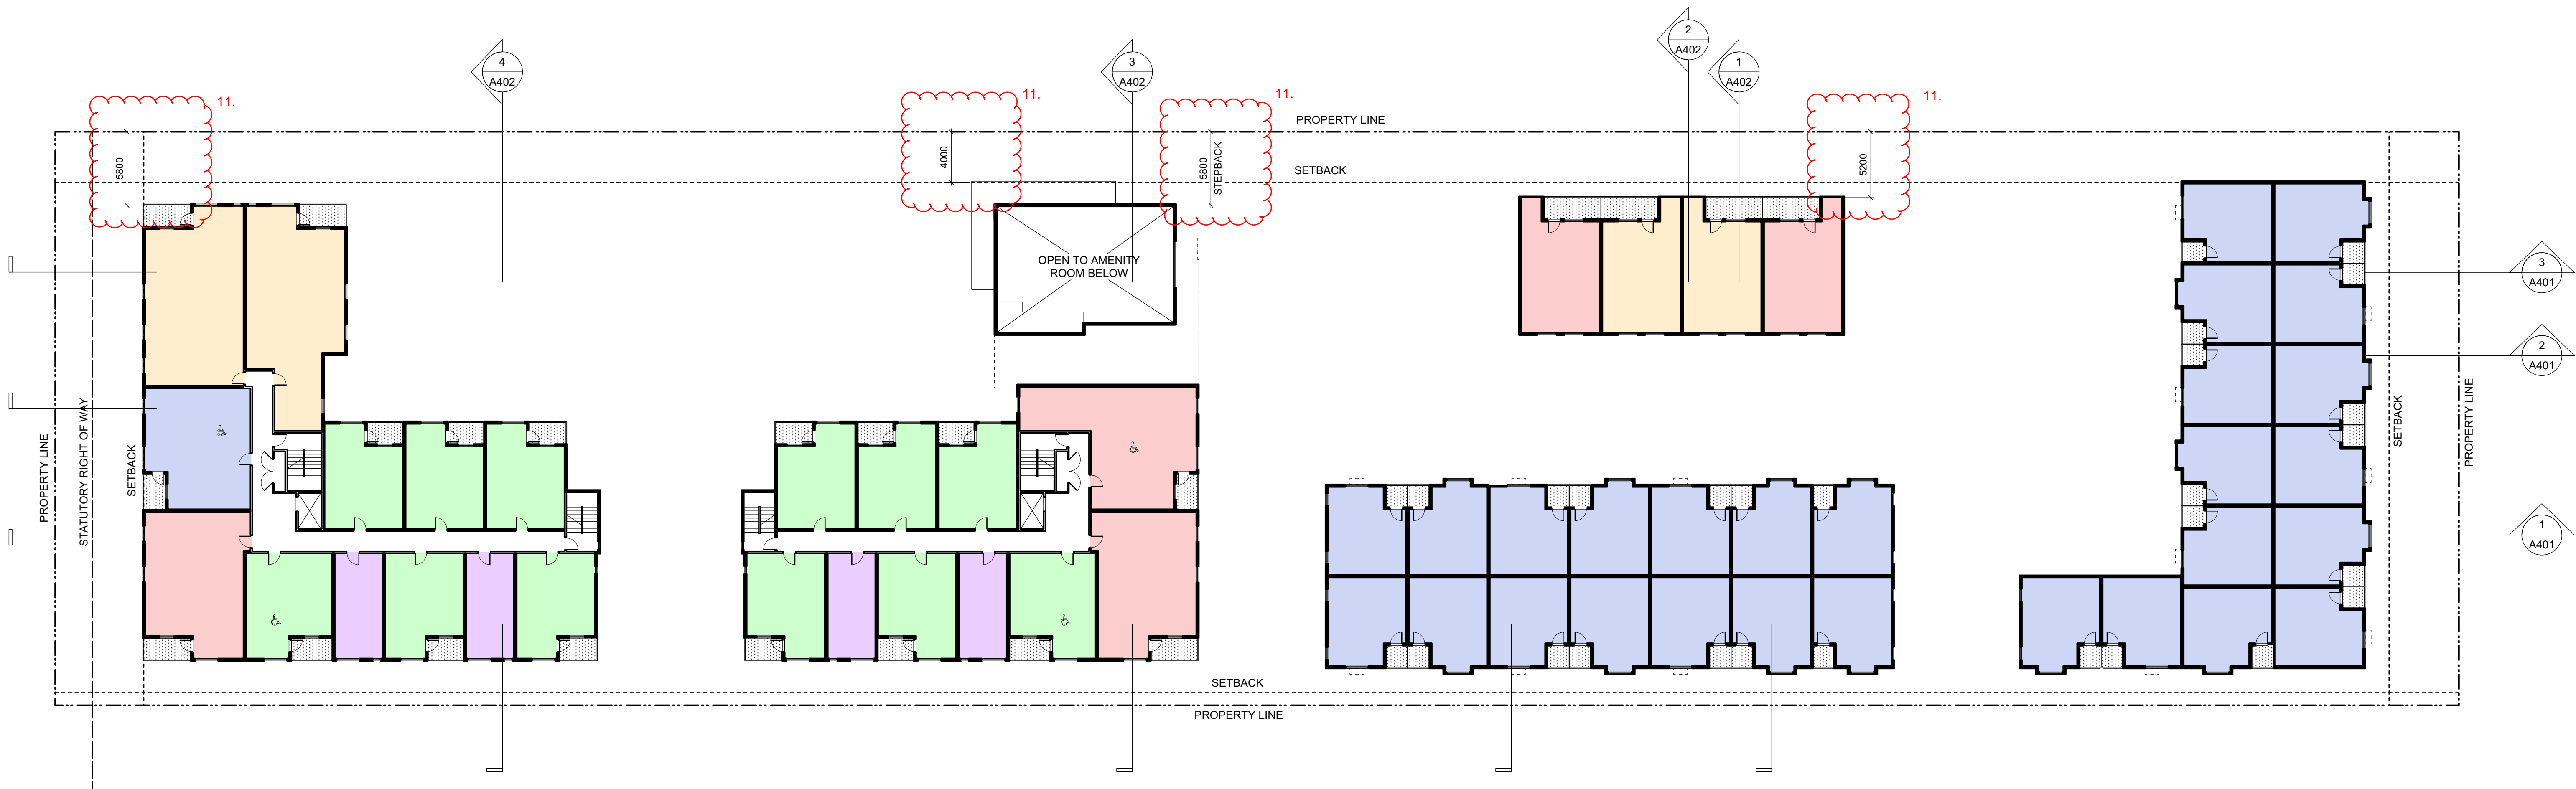 2
A402
4
A402
3
A402
1
A402
11.
11.
11.
11.
PROPERTY LINE
5800
4000
5800
STEPBACK
5200
SETBACK
OPEN TO AMENITY
ROOM BELOW
3
A401
2
A401
1
A401
PROPERTY LINE
STATUTORY RIGHT OF WAY
SETBACK
SETBACK
PROPERTY LINE
SETBACK
PROPERTY LINE